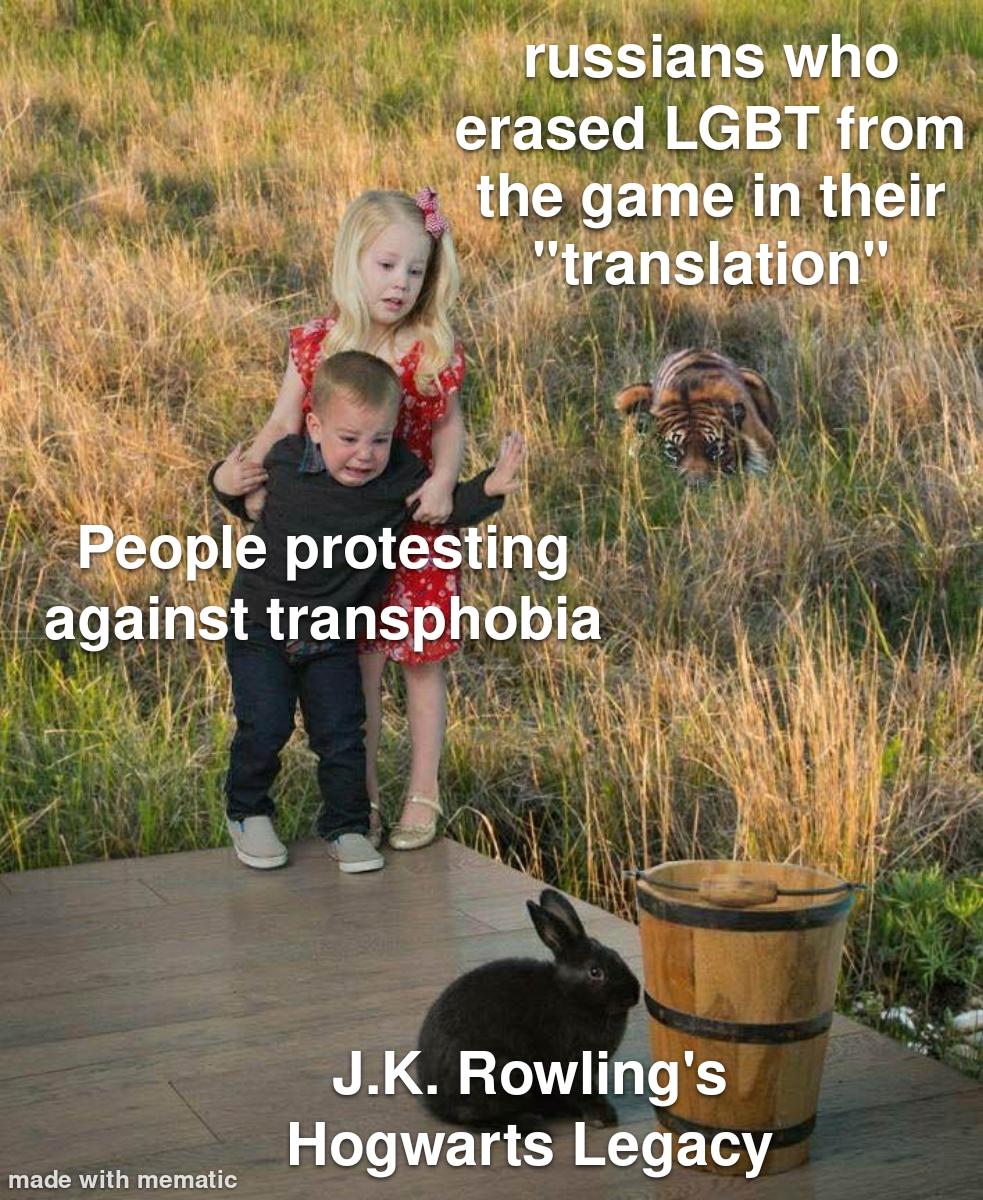 russians who
erased LGBT from
the game in their
"translation"
People protesting
against transphobia
J.K. Rowling's
Hogwarts Legacy
made with mematic